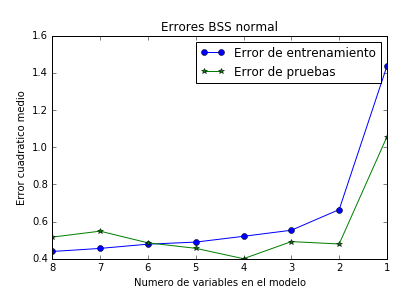 Errores BSS normal
Error de entrenamiento
Error de pruebas
Error cuadratico medio
1.6
1.4
1.2
1.0
0.8
0.6
0.4
8 7 6 5 4 3 2 1
Numero de variables en el modelo